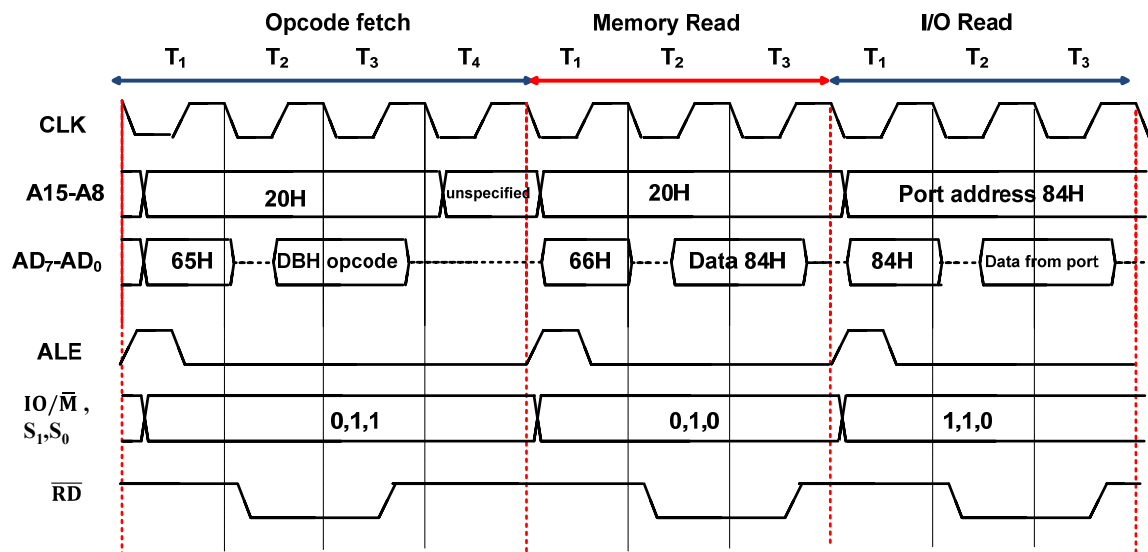 Opcode fetch Memory Read I/O Read
T₁ T₂ T₃ T₄ T₁ T₂ T₃ T₁ T₂ T₃
CLK
A15-A8 20H unspecified 20H Port address 84H
AD₇-AD₀ 65H DBH opcode 66H Data 84H 84H Data from port
ALE
IO/M̅ ,
S₁,S₀ 0,1,1 0,1,0 1,1,0
R̅D̅